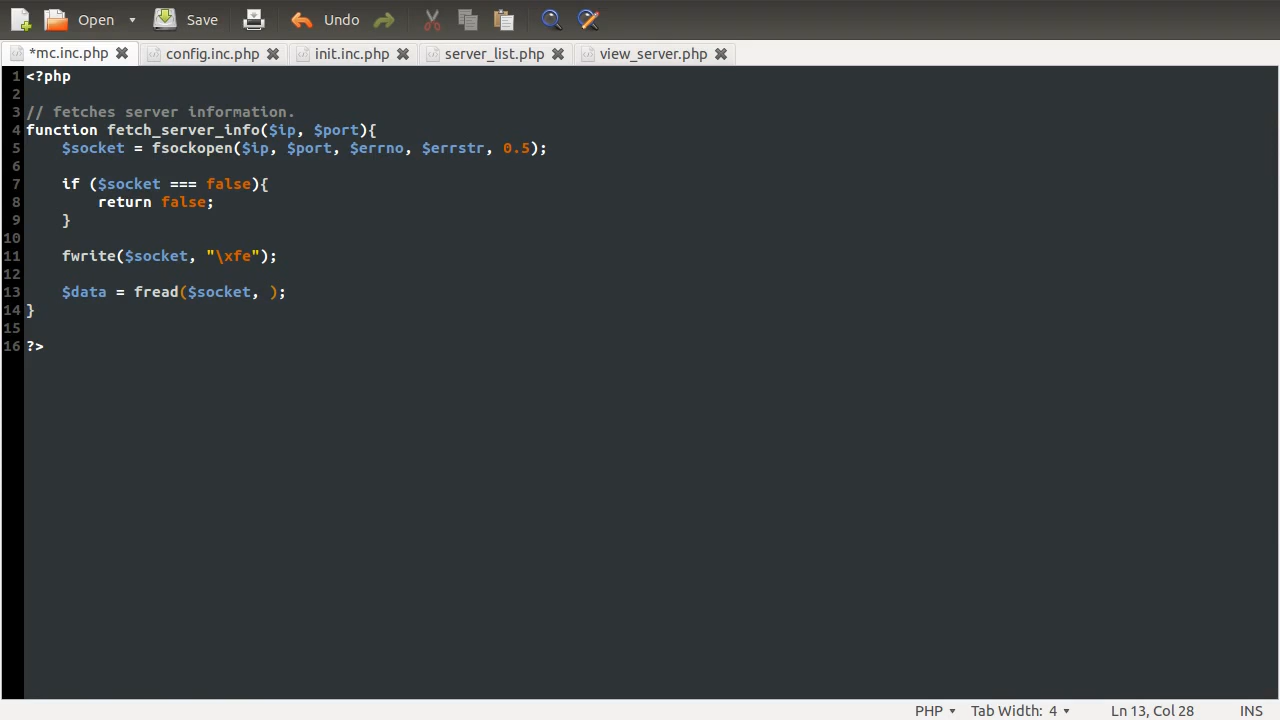 Open Save Undo
*mc.inc.php config.inc.php init.inc.php server_list.php view_server.php
1 <?php
2
3 // fetches server information.
4 function fetch_server_info($ip, $port){
5     $socket = fsockopen($ip, $port, $errno, $errstr, 0.5);
6
7     if ($socket === false){
8         return false;
9     }
10
11     fwrite($socket, "\xfe");
12
13     $data = fread($socket, );
14 }
15
16 ?>
PHP Tab Width: 4 Ln 13, Col 28 INS